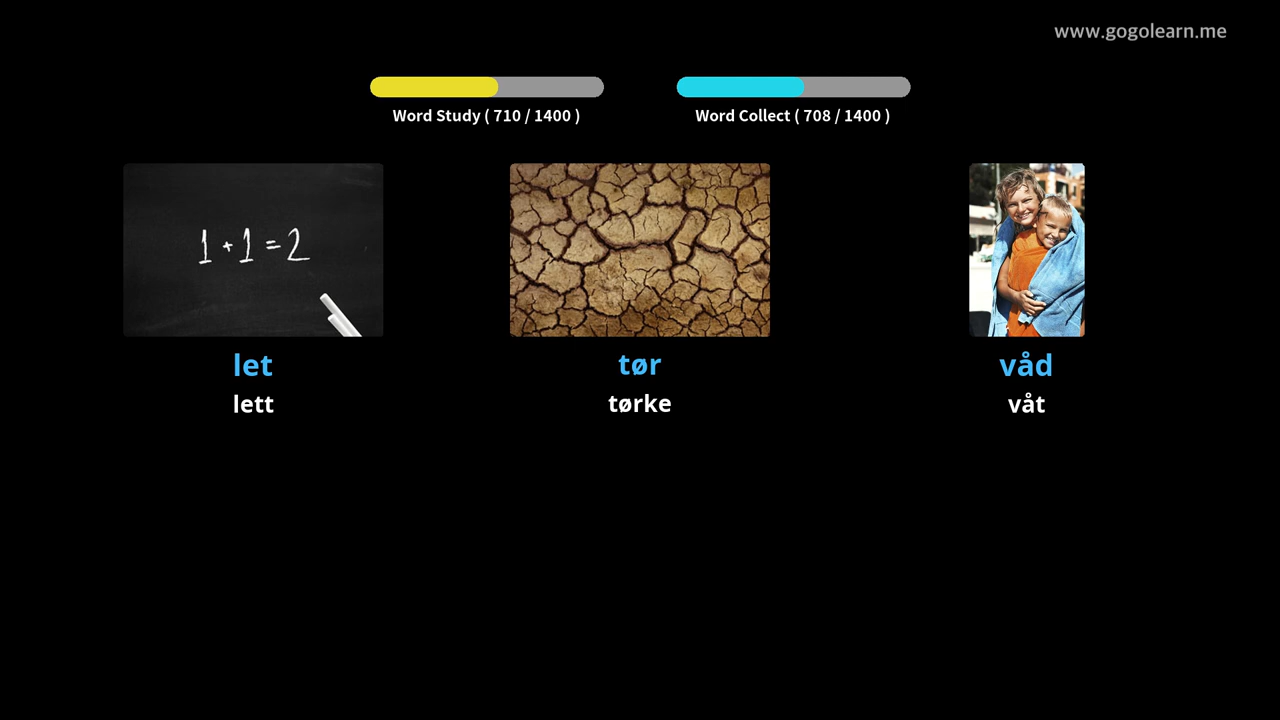 www.gogolearn.me
Word Study ( 710 / 1400 )
Word Collect ( 708 / 1400 )
1 + 1 = 2
let
tør
våd
lett
tørke
våt